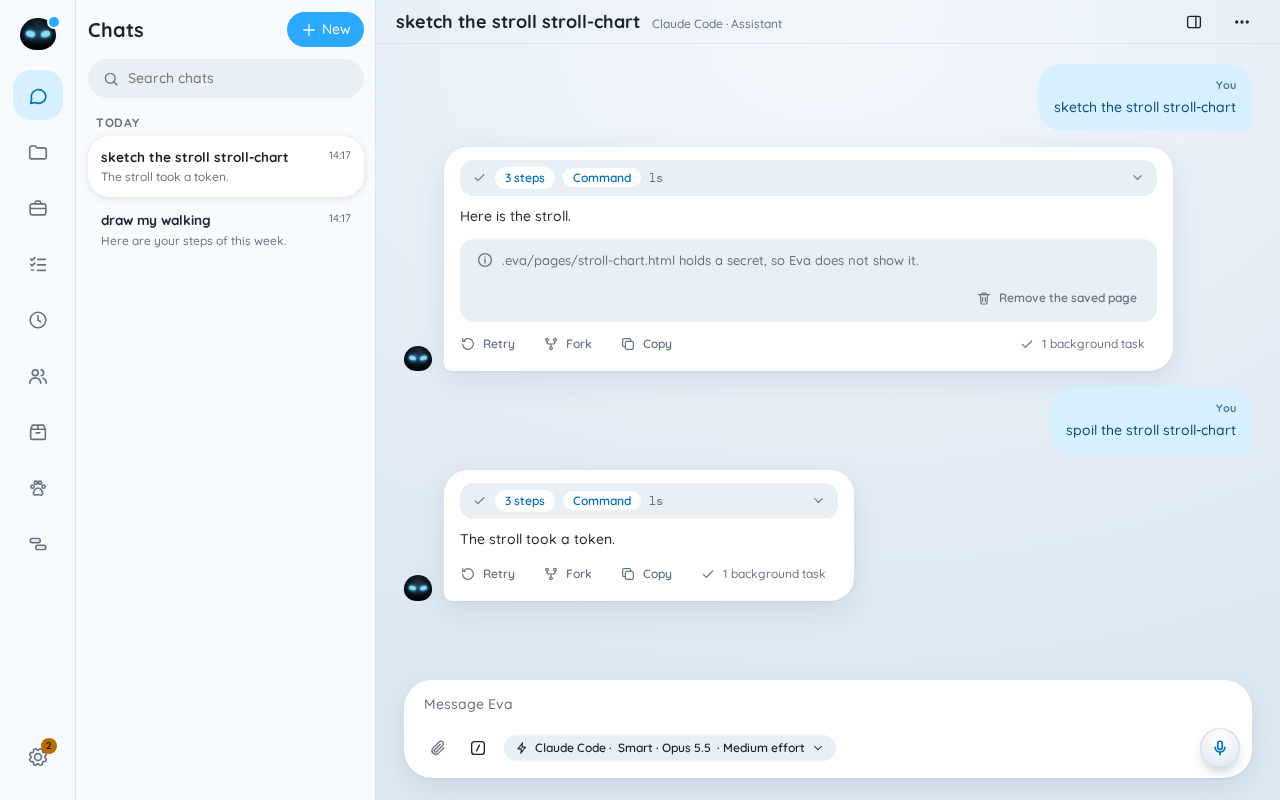 Chats
New
Search chats
TODAY
sketch the stroll stroll-chart 14:17
The stroll took a token.
draw my walking 14:17
Here are your steps of this week.
2
sketch the stroll stroll-chart Claude Code · Assistant
You
sketch the stroll stroll-chart
3 steps Command 1s
Here is the stroll.
.eva/pages/stroll-chart.html holds a secret, so Eva does not show it.
Remove the saved page
Retry Fork Copy 1 background task
You
spoil the stroll stroll-chart
3 steps Command 1s
The stroll took a token.
Retry Fork Copy 1 background task
Message Eva
Claude Code · Smart · Opus 5.5 · Medium effort